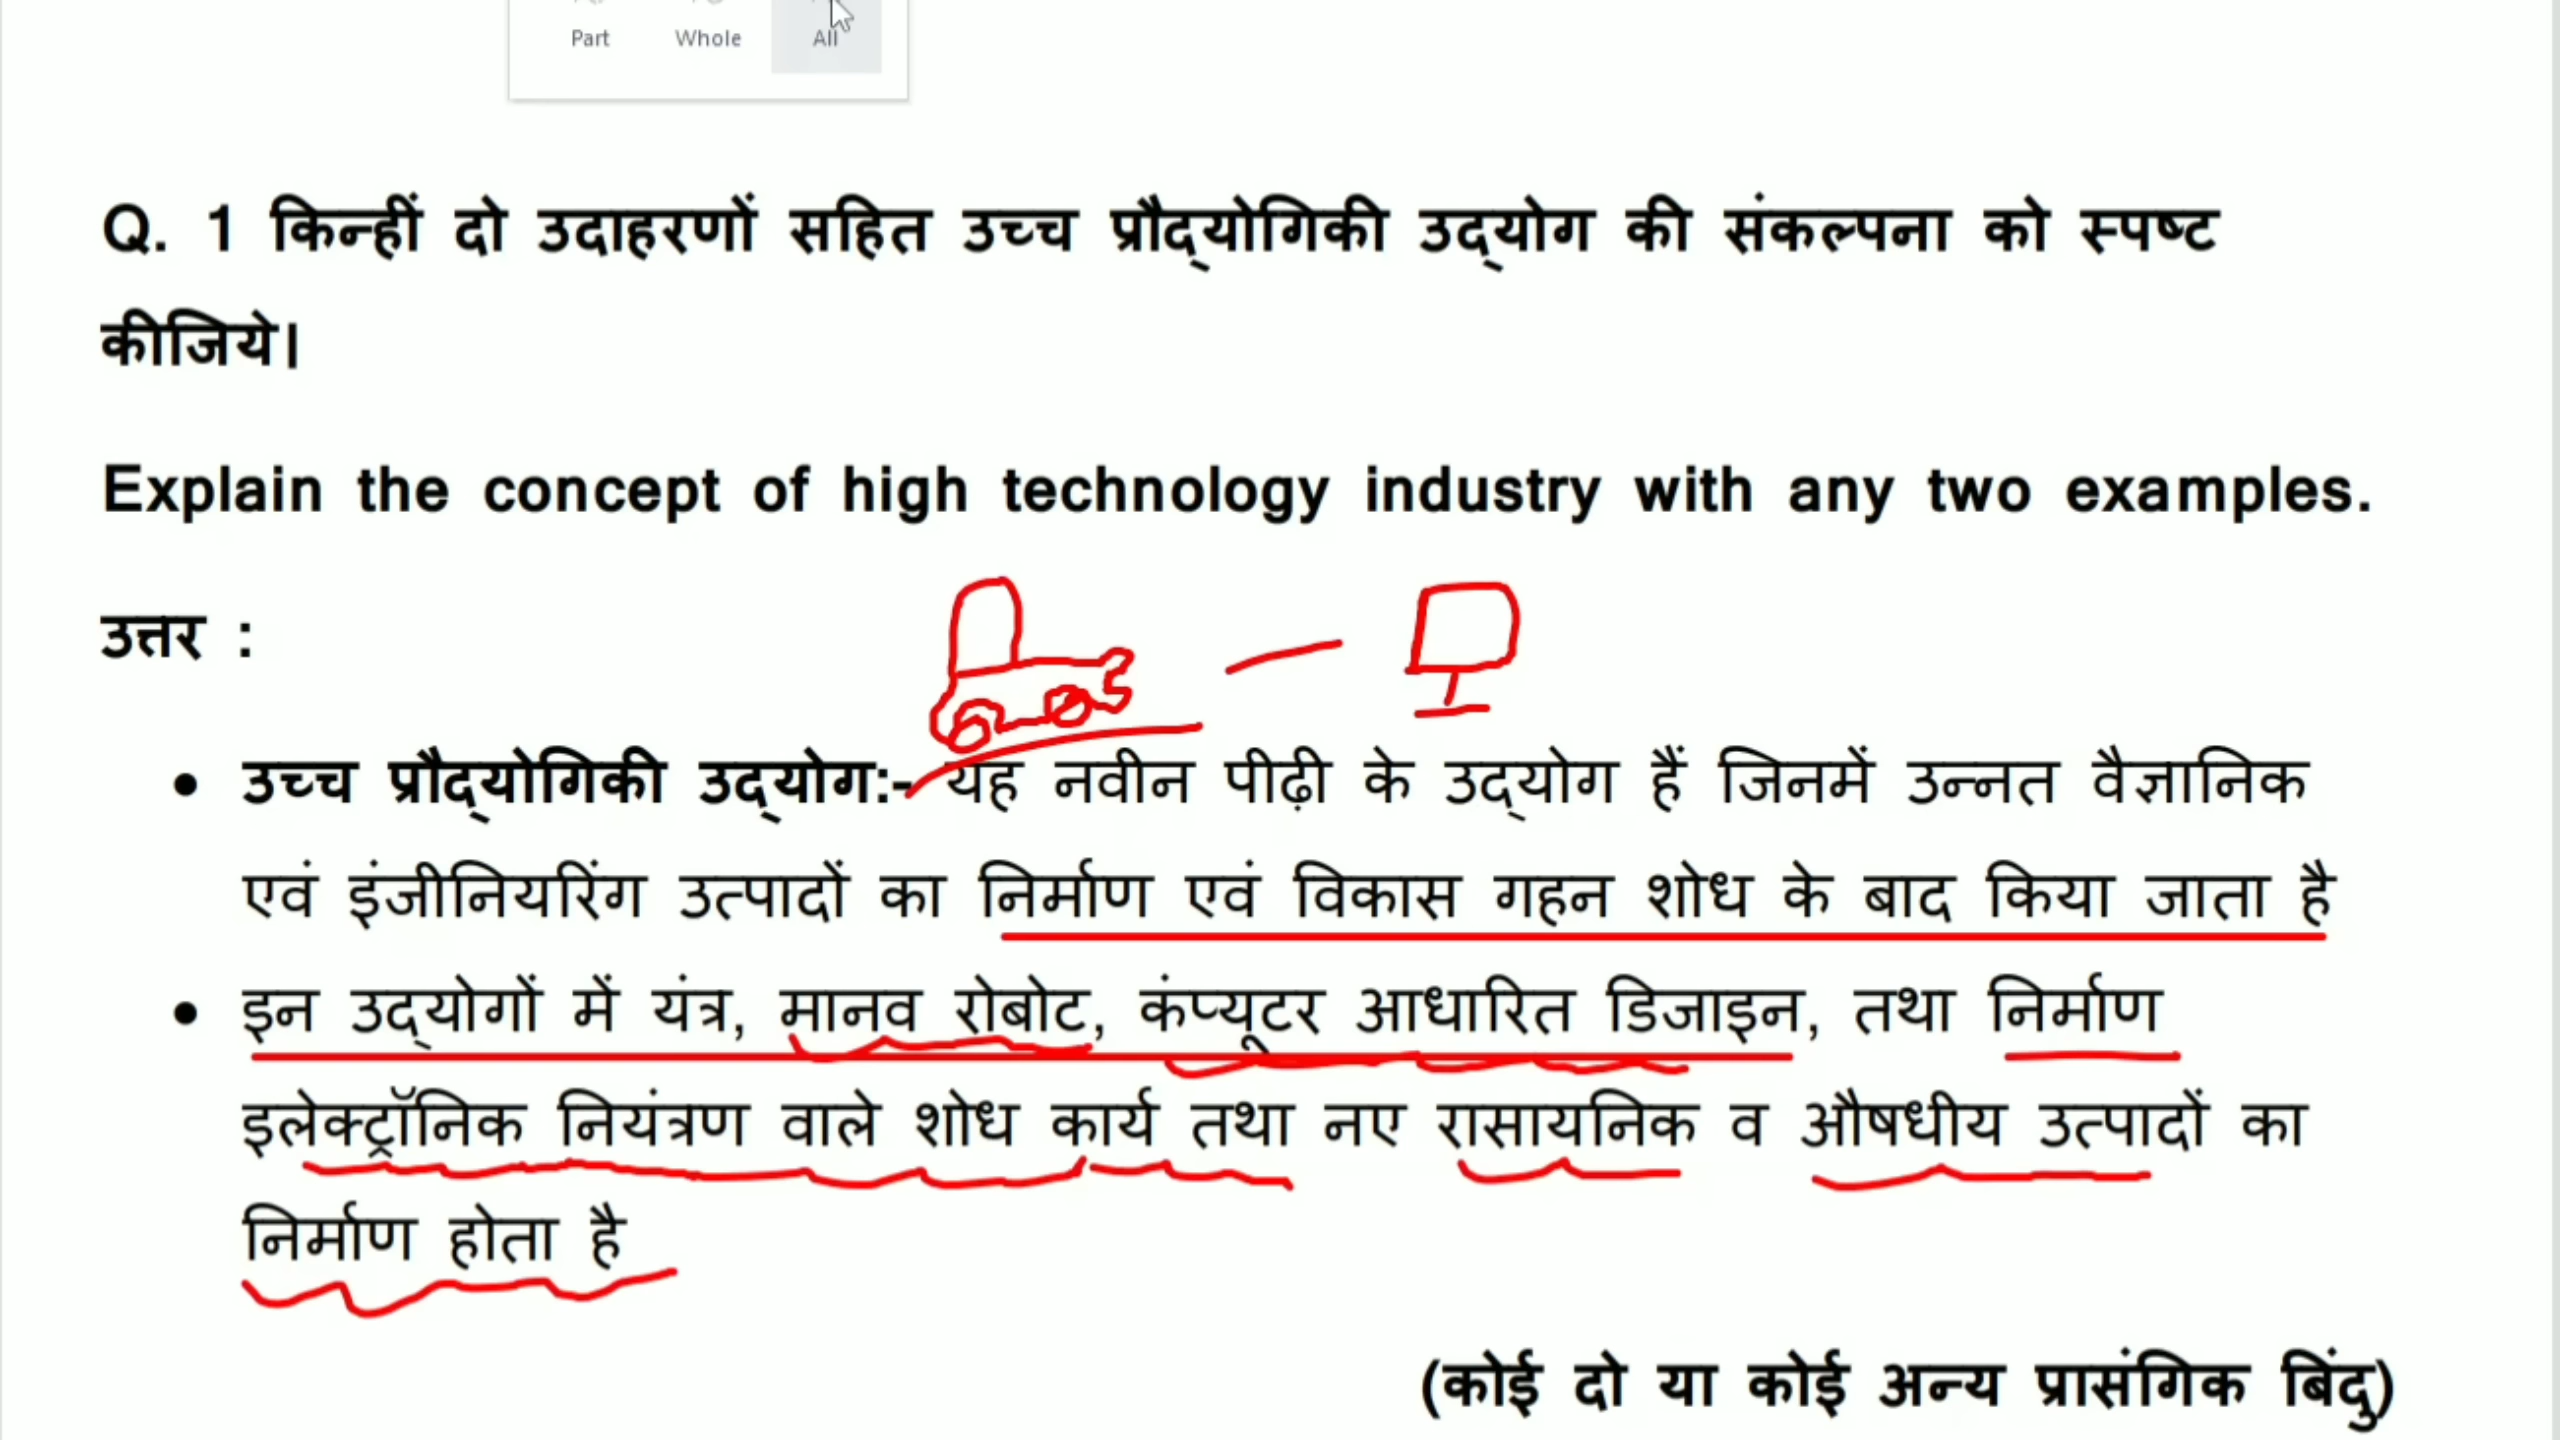 Part Whole All
Q. 1 किन्हीं दो उदाहरणों सहित उच्च प्रौद्योगिकी उद्योग की संकल्पना को स्पष्ट
कीजिये।
Explain the concept of high technology industry with any two examples.
उत्तर :
• उच्च प्रौद्योगिकी उद्योग:- यह नवीन पीढ़ी के उद्योग हैं जिनमें उन्नत वैज्ञानिक
एवं इंजीनियरिंग उत्पादों का निर्माण एवं विकास गहन शोध के बाद किया जाता है
• इन उद्योगों में यंत्र, मानव रोबोट, कंप्यूटर आधारित डिजाइन, तथा निर्माण
इलेक्ट्रॉनिक नियंत्रण वाले शोध कार्य तथा नए रासायनिक व औषधीय उत्पादों का
निर्माण होता है
(कोई दो या कोई अन्य प्रासंगिक बिंदु)